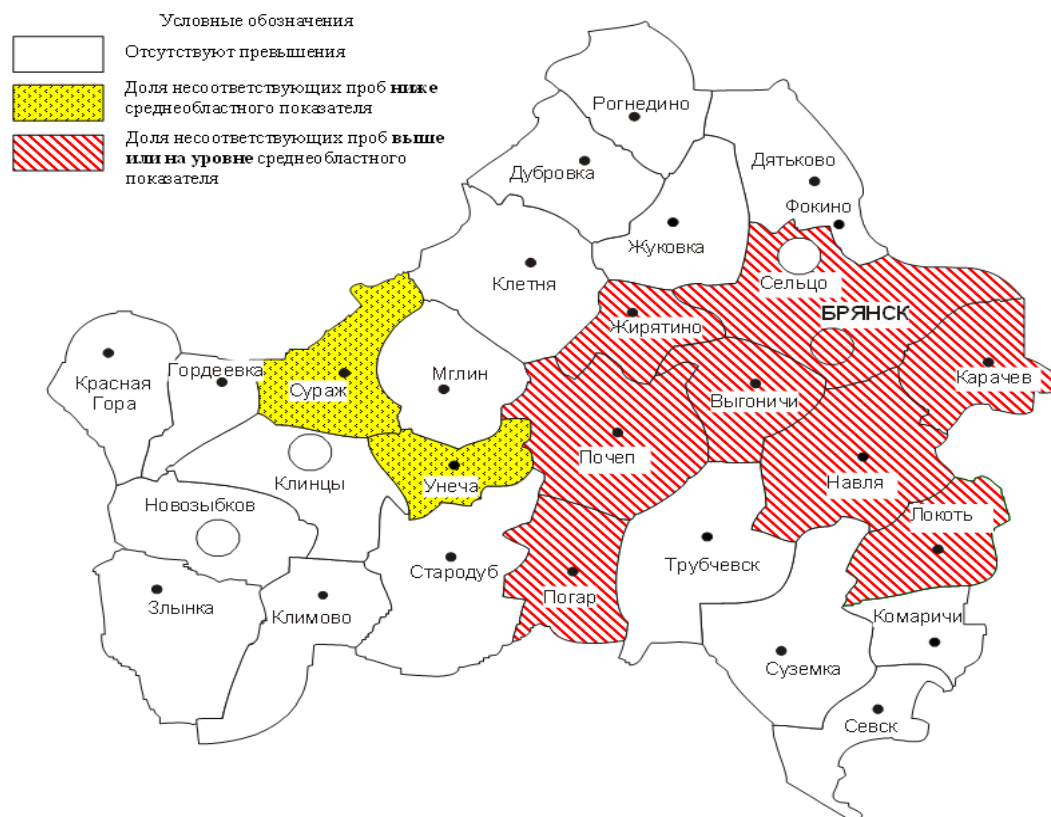 Условные обозначения
Отсутствуют превышения
Доля несоответствующих проб ниже
среднеобластного показателя
Доля несоответствующих проб выше
или на уровне среднеобластного
показателя
Рогнедино
Дятьково
Дубровка
Фокино
Жуковка
Клетня
Сельцо
БРЯНСК
Жирятино
Гордеевка
Карачев
Мглин
Красная
Гора
Сураж
Выгоничи
Почеп
Клинцы
Унеча
Навля
Новозыбков
Локоть
Стародуб
Трубчевск
Погар
Злынка
Климово
Комаричи
Суземка
Севск